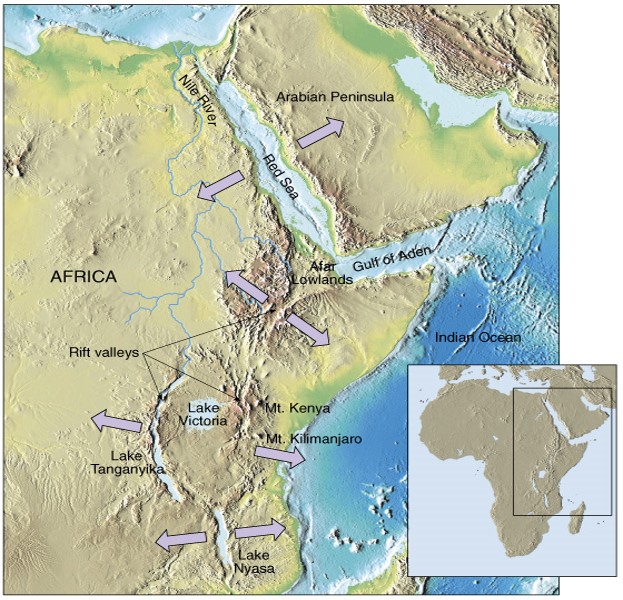 Nile River
Arabian Peninsula
Red Sea
AFRICA
Afar
Lowlands
Gulf of Aden
Indian Ocean
Rift valleys
Lake
Victoria
Mt. Kenya
Mt. Kilimanjaro
Lake
Tanganyika
Lake
Nyasa